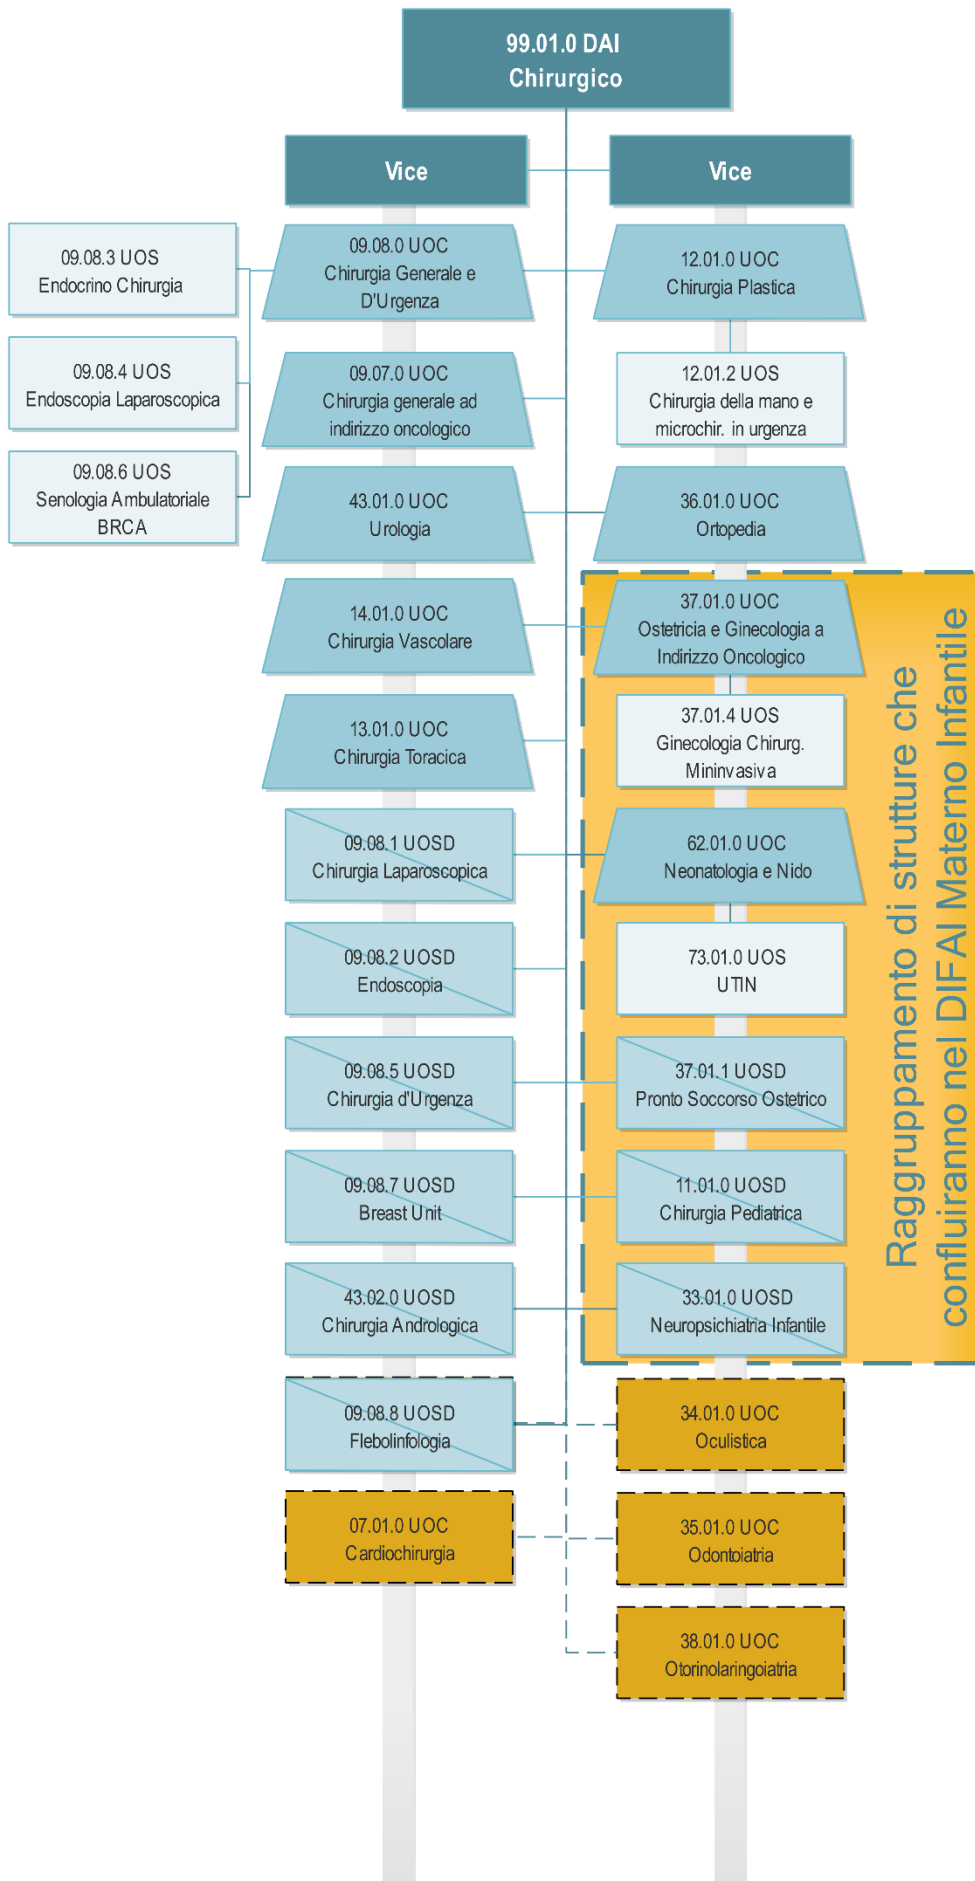 99.01.0 DAI
Chirurgico
Vice
Vice
09.08.3 UOS
Endocrino Chirurgia
09.08.4 UOS
Endoscopia Laparoscopica
09.08.6 UOS
Senologia Ambulatoriale
BRCA
09.08.0 UOC
Chirurgia Generale e
D'Urgenza
09.07.0 UOC
Chirurgia generale ad
indirizzo oncologico
43.01.0 UOC
Urologia
14.01.0 UOC
Chirurgia Vascolare
13.01.0 UOC
Chirurgia Toracica
09.08.1 UOSD
Chirurgia Laparoscopica
09.08.2 UOSD
Endoscopia
09.08.5 UOSD
Chirurgia d'Urgenza
09.08.7 UOSD
Breast Unit
43.02.0 UOSD
Chirurgia Andrologica
09.08.8 UOSD
Flebolinfologia
07.01.0 UOC
Cardiochirurgia
12.01.0 UOC
Chirurgia Plastica
12.01.2 UOS
Chirurgia della mano e
microchir. in urgenza
36.01.0 UOC
Ortopedia
37.01.0 UOC
Ostetricia e Ginecologia a
Indirizzo Oncologico
37.01.4 UOS
Ginecologia Chirurg.
Mininvasiva
62.01.0 UOC
Neonatologia e Nido
73.01.0 UOS
UTIN
37.01.1 UOSD
Pronto Soccorso Ostetrico
11.01.0 UOSD
Chirurgia Pediatrica
33.01.0 UOSD
Neuropsichiatria Infantile
34.01.0 UOC
Oculistica
35.01.0 UOC
Odontoiatria
38.01.0 UOC
Otorinolaringoiatria
Raggruppamento di strutture che
confluiranno nel DIFAI Materno Infantile